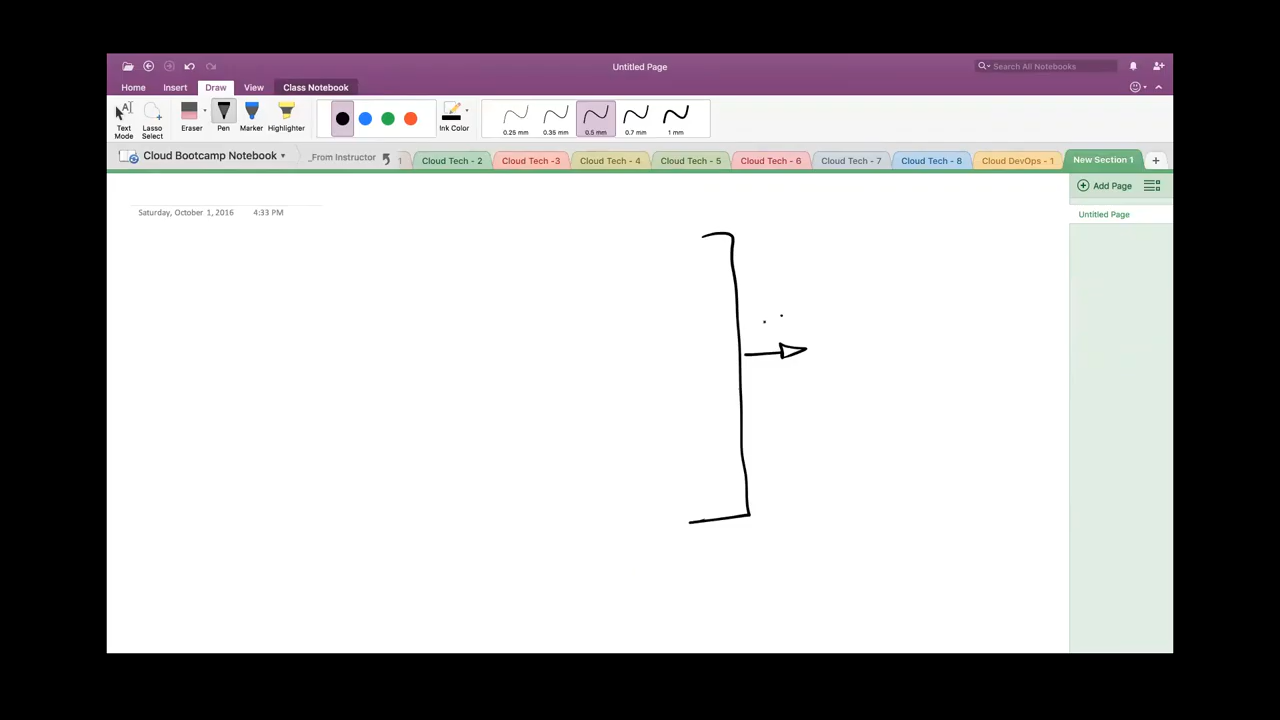 Untitled Page
Search All Notebooks
Home Insert Draw View Class Notebook
Text Mode
Lasso Select
Eraser
Pen
Marker
Highlighter
Ink Color
0.25 mm
0.35 mm
0.5 mm
0.7 mm
1 mm
Cloud Bootcamp Notebook
_From Instructor
1
Cloud Tech - 2
Cloud Tech -3
Cloud Tech - 4
Cloud Tech - 5
Cloud Tech - 6
Cloud Tech - 7
Cloud Tech - 8
Cloud DevOps - 1
New Section 1
Add Page
Saturday, October 1, 2016 4:33 PM
Untitled Page